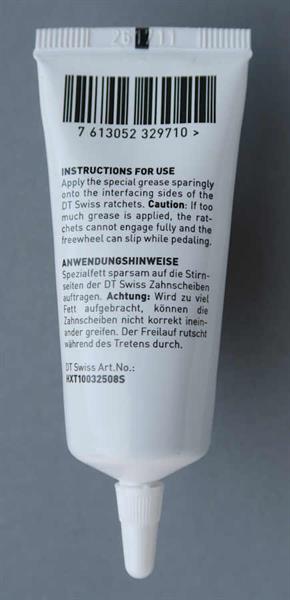 7 613052 329710 >
INSTRUCTIONS FOR USE
Apply the special grease sparingly
onto the interfacing sides of the
DT Swiss ratchets. Caution: If too
much grease is applied, the rat-
chets cannot engage fully and the
freewheel can slip while pedaling.
ANWENDUNGSHINWEISE
Spezialfett sparsam auf die Stirn-
seiten der DT Swiss Zahnscheiben
auftragen. Achtung: Wird zu viel
Fett aufgebracht, können die
Zahnscheiben nicht korrekt inein-
ander greifen. Der Freilauf rutscht
während des Tretens durch.
DT Swiss Art.No.:
HXT10032508S